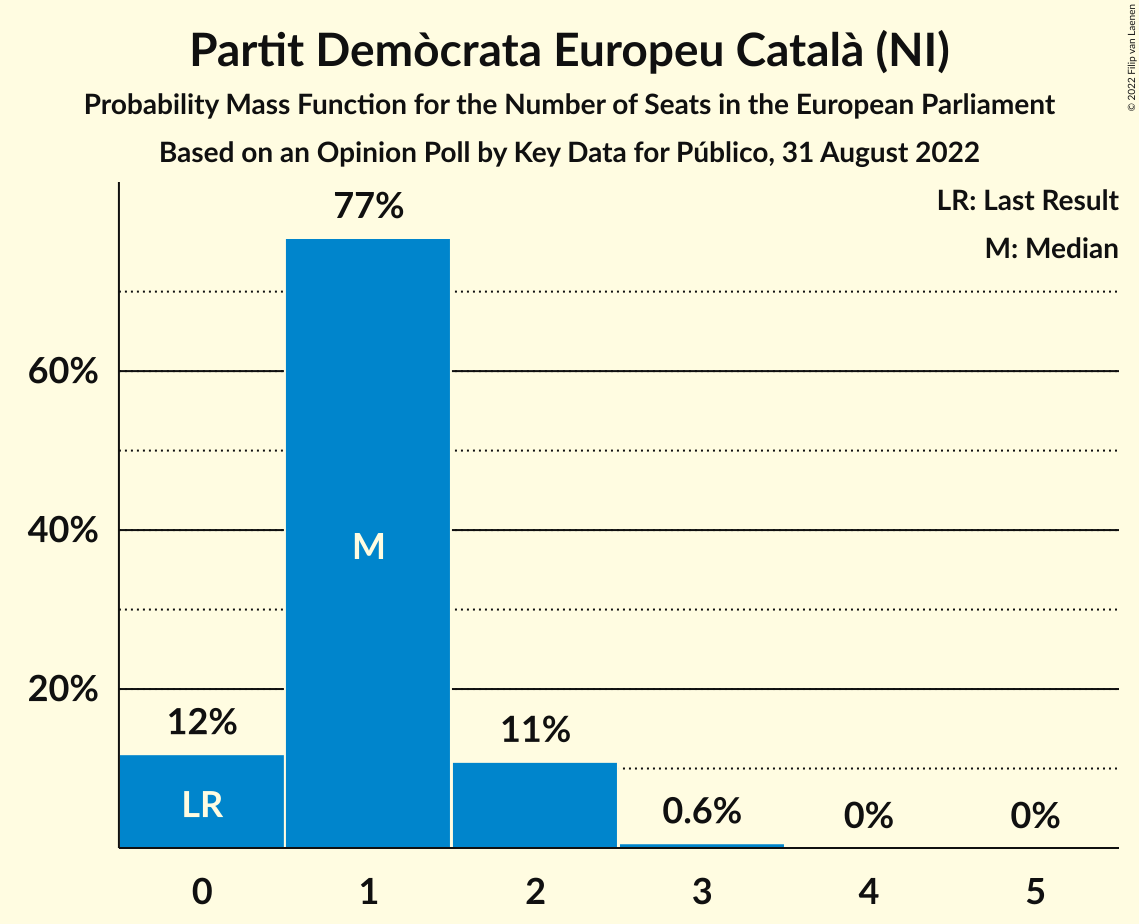 Partit Demòcrata Europeu Català (NI)
Probability Mass Function for the Number of Seats in the European Parliament
Based on an Opinion Poll by Key Data for Público, 31 August 2022
© 2022 Filip van Laenen
LR: Last Result
M: Median
77%
60%
40%
M
20%
12%
11%
LR
0.6%
0%
0%
0 1 2 3 4 5